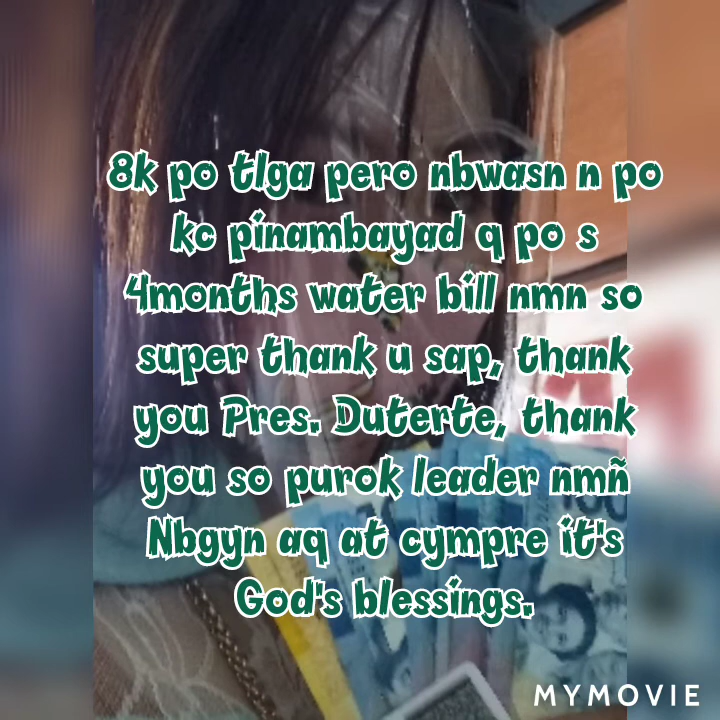 8k po tlga pero nbwasn n po
kc pinambayad q po s
4months water bill nmn so
super thank u sap, thank
you Pres. Duterte, thank
you so purok leader nmñ
Nbgyn aq at cympre it's
God's blessings.
MYMOVIE